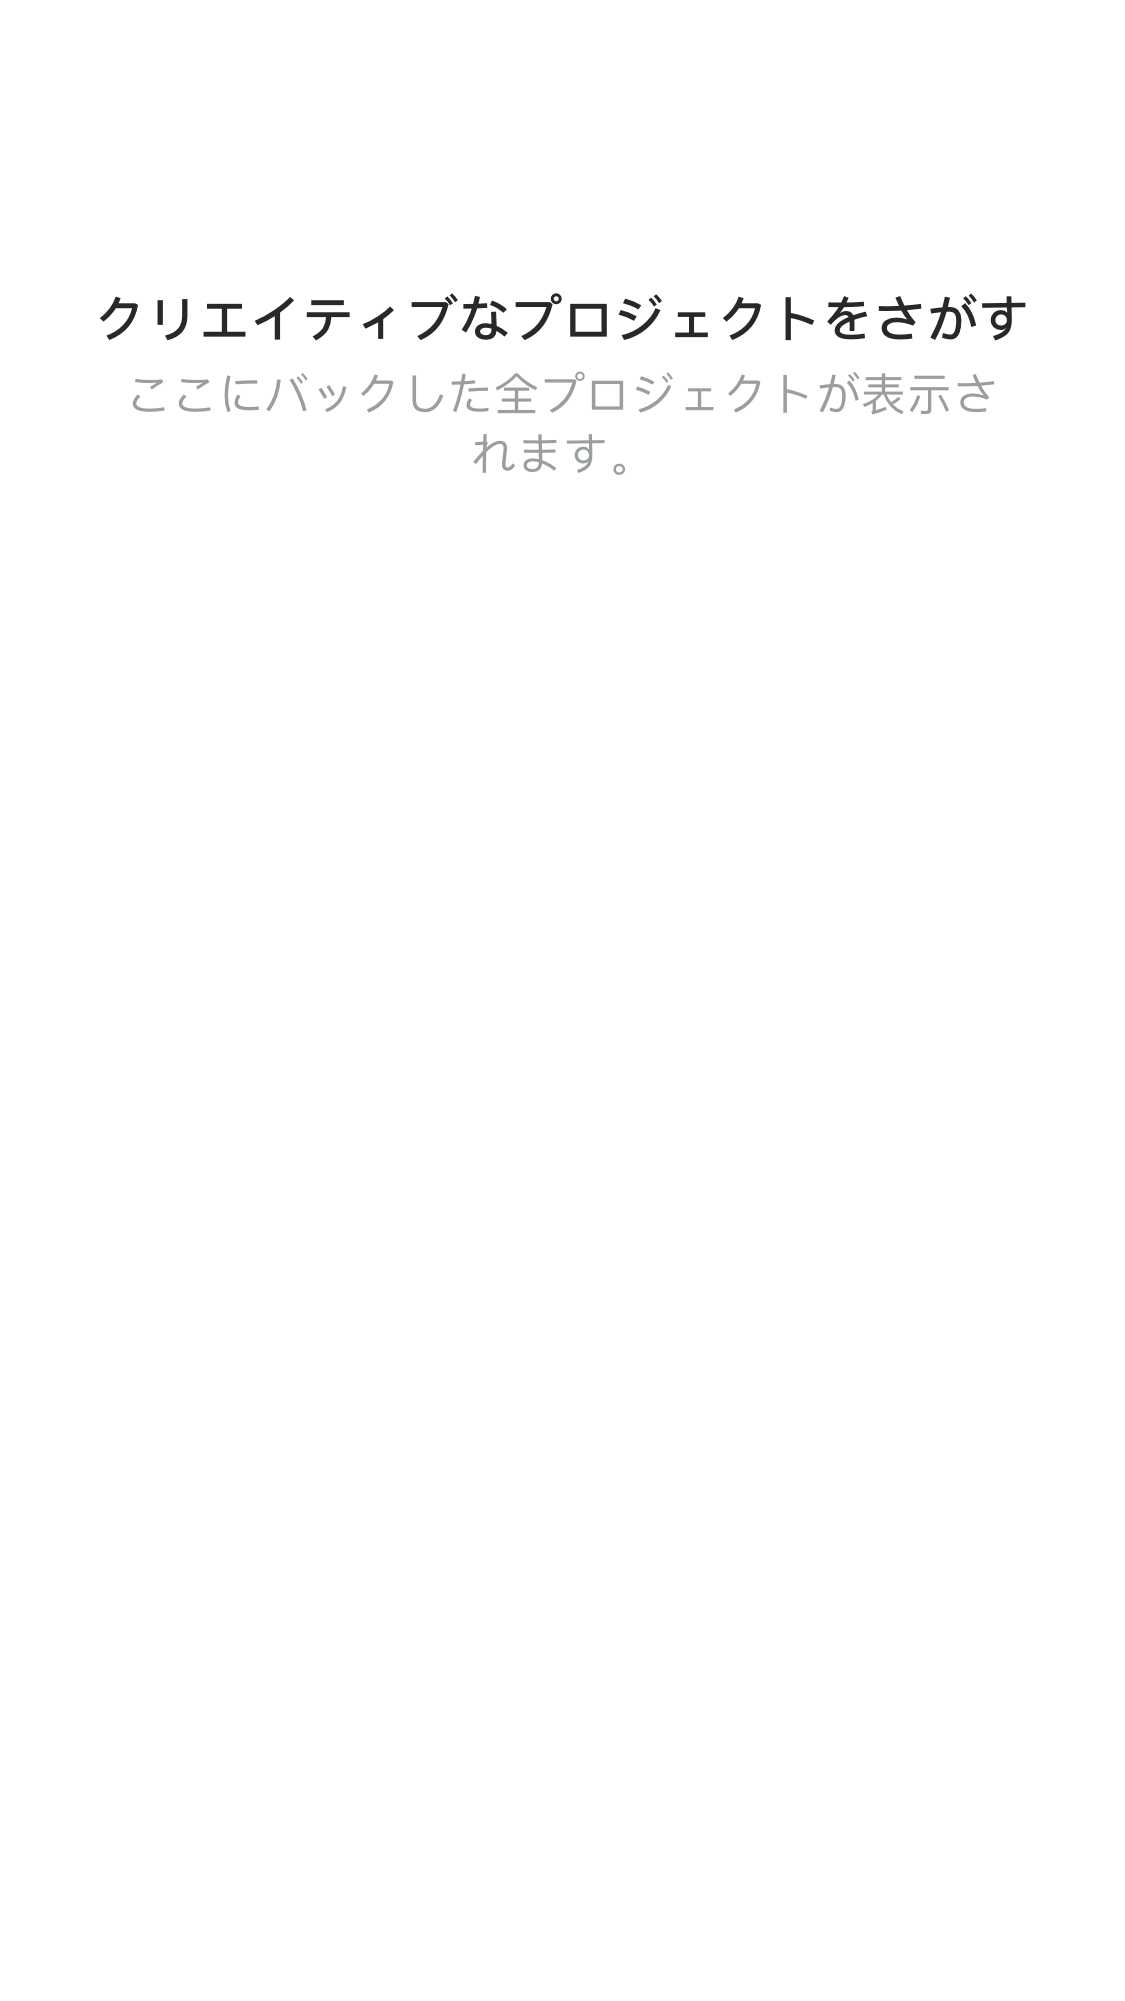 クリエイティブなプロジェクトをさがす
ここにバックした全プロジェクトが表示さ
れます。